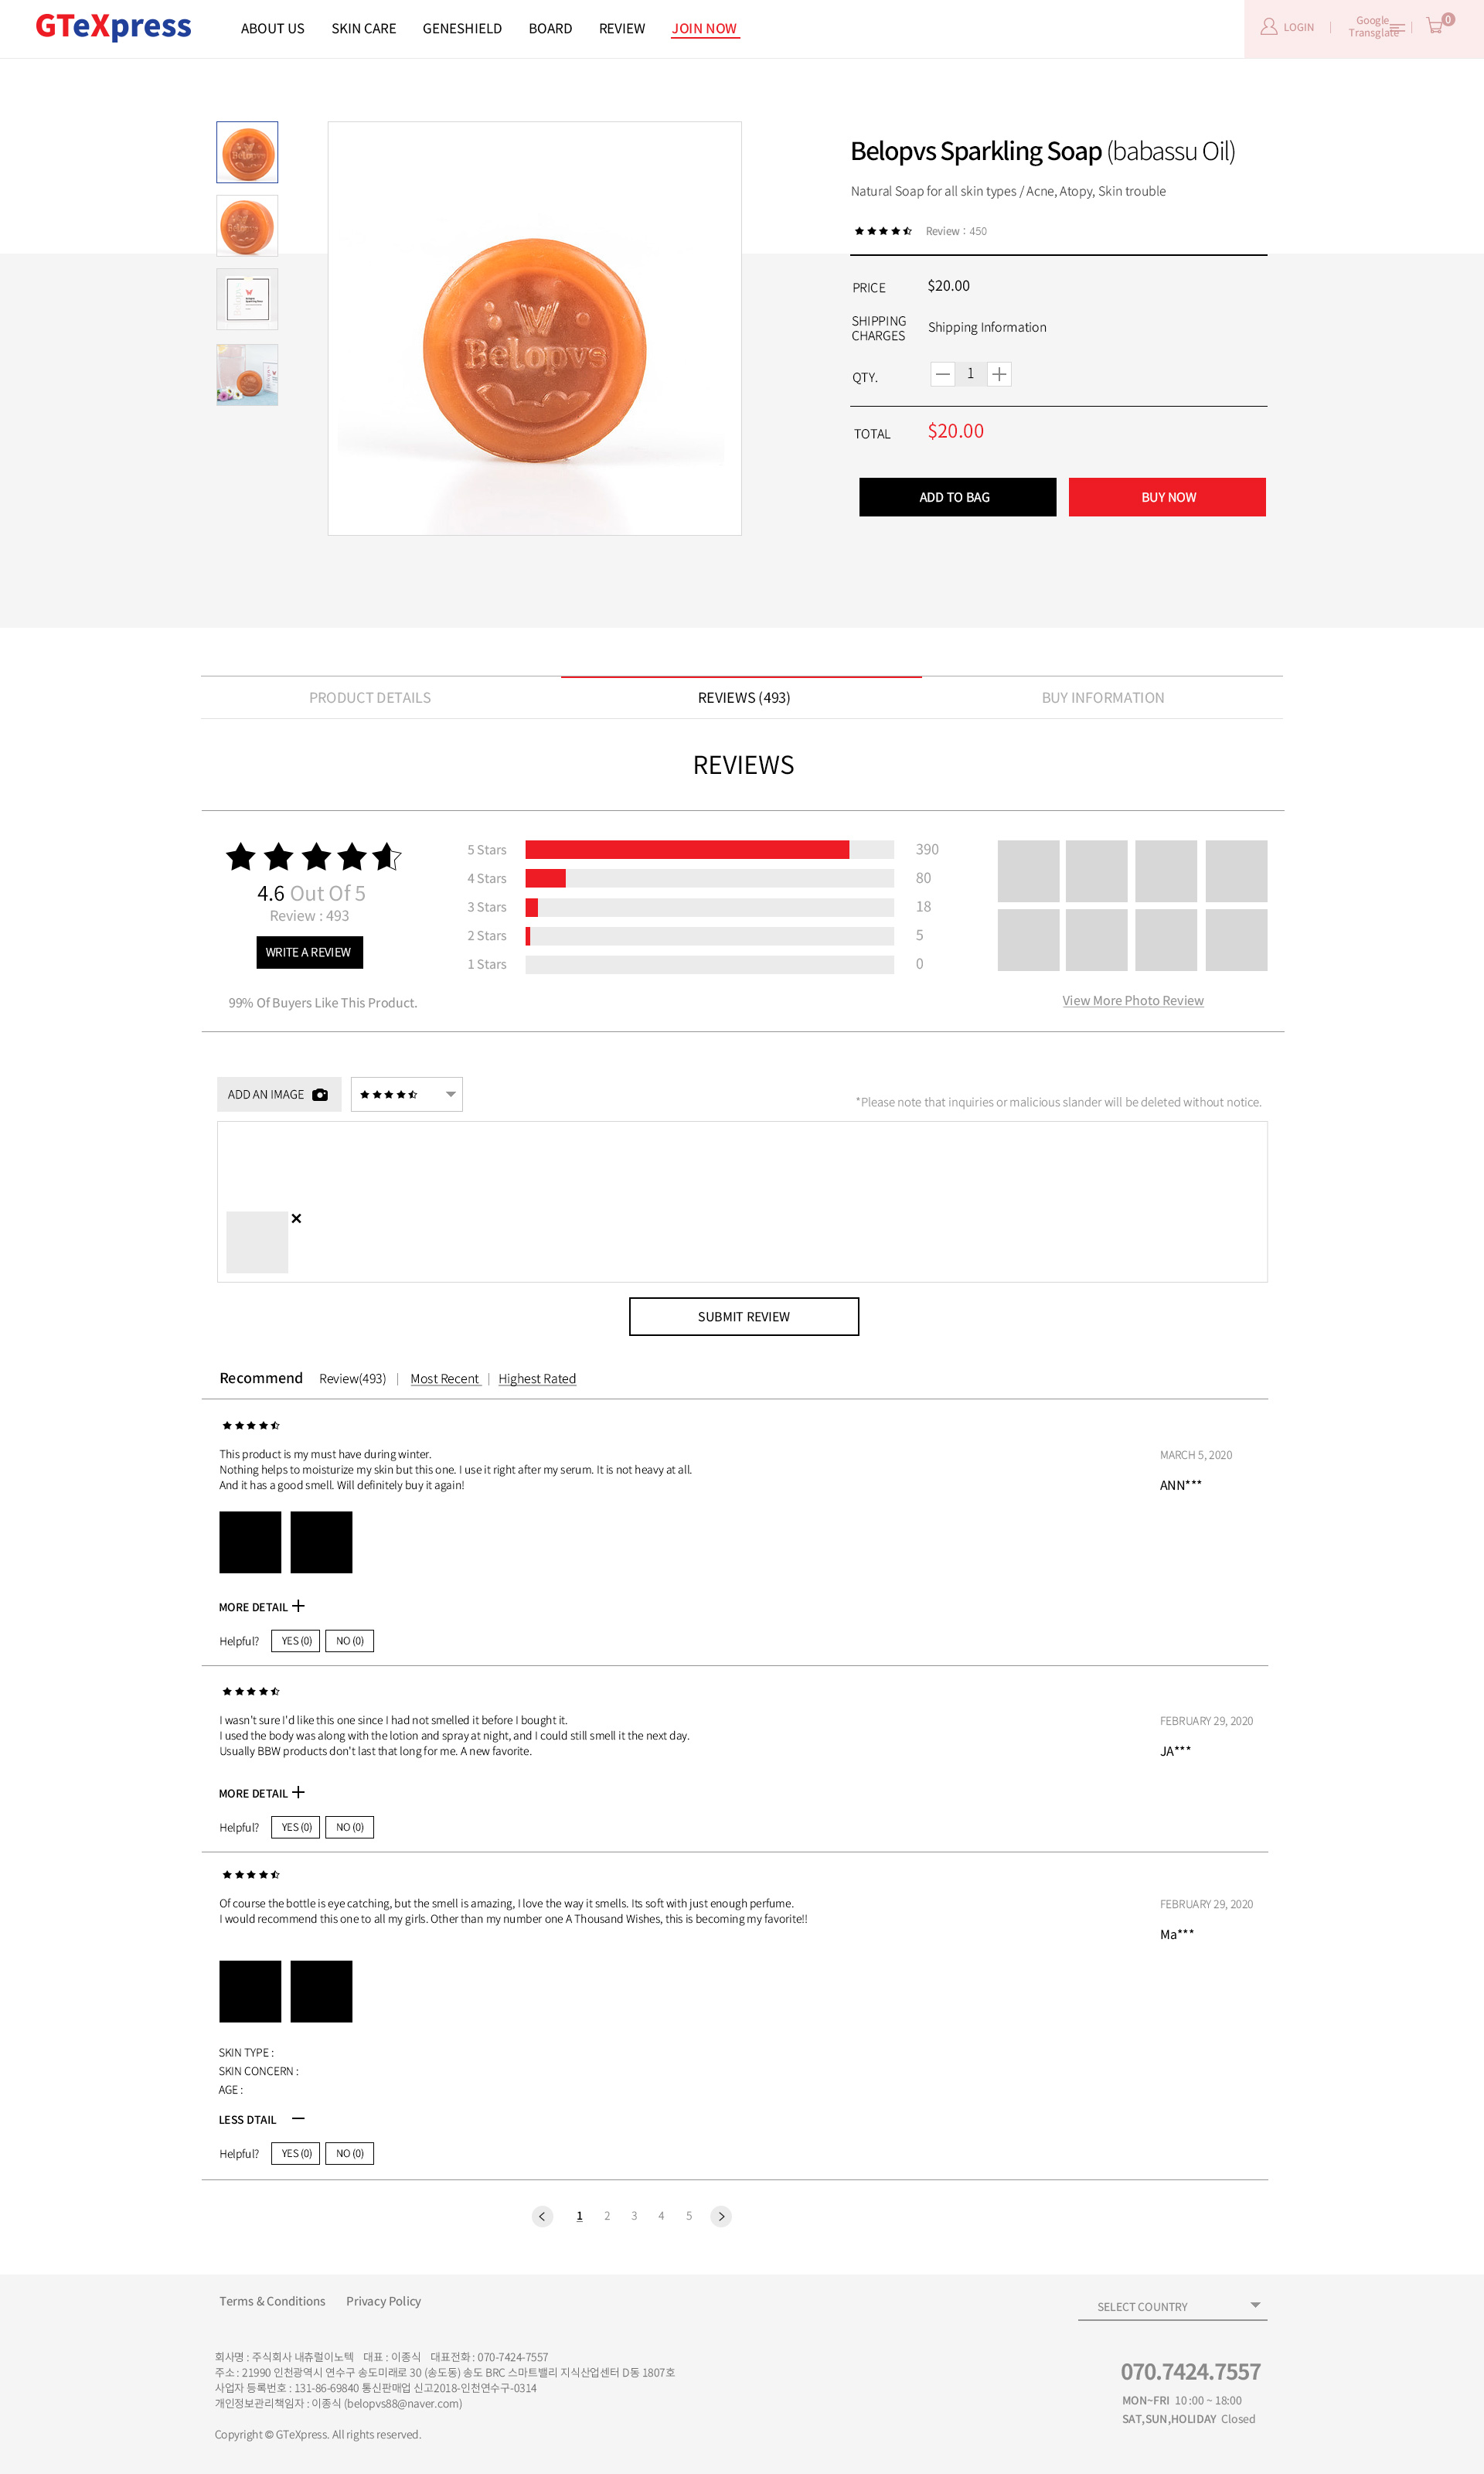 GTeXpress
ABOUT US SKIN CARE GENESHIELD BOARD REVIEW JOIN NOW
LOGIN
Google
Transglate
0
Belopvs Sparkling Soap (babassu Oil)
Natural Soap for all skin types / Acne, Atopy, Skin trouble
Review : 450
PRICE $20.00
SHIPPING
CHARGES
Shipping Information
QTY. 1
TOTAL $20.00
ADD TO BAG BUY NOW
Belopvs
PRODUCT DETAILS REVIEWS (493) BUY INFORMATION
REVIEWS
4.6 Out Of 5
Review : 493
WRITE A REVIEW
99% Of Buyers Like This Product.
5 Stars 390
4 Stars 80
3 Stars 18
2 Stars 5
1 Stars 0
View More Photo Review
ADD AN IMAGE
*Please note that inquiries or malicious slander will be deleted without notice.
SUBMIT REVIEW
Recommend Review(493) | Most Recent | Highest Rated
This product is my must have during winter.
Nothing helps to moisturize my skin but this one. I use it right after my serum. It is not heavy at all.
And it has a good smell. Will definitely buy it again!
MARCH 5, 2020
ANN***
MORE DETAIL
Helpful? YES (0) NO (0)
I wasn't sure I'd like this one since I had not smelled it before I bought it.
I used the body was along with the lotion and spray at night, and I could still smell it the next day.
Usually BBW products don't last that long for me. A new favorite.
FEBRUARY 29, 2020
JA***
MORE DETAIL
Helpful? YES (0) NO (0)
Of course the bottle is eye catching, but the smell is amazing, I love the way it smells. Its soft with just enough perfume.
I would recommend this one to all my girls. Other than my number one A Thousand Wishes, this is becoming my favorite!!
FEBRUARY 29, 2020
Ma***
SKIN TYPE :
SKIN CONCERN :
AGE :
LESS DTAIL
Helpful? YES (0) NO (0)
1 2 3 4 5
Terms & Conditions Privacy Policy
SELECT COUNTRY
회사명 : 주식회사 내츄럴이노텍 대표 : 이종식 대표전화 : 070-7424-7557
주소 : 21990 인천광역시 연수구 송도미래로 30 (송도동) 송도 BRC 스마트밸리 지식산업센터 D동 1807호
사업자 등록번호 : 131-86-69840 통신판매업 신고2018-인천연수구-0314
개인정보관리책임자 : 이종식 (belopvs88@naver.com)
Copyright © GTeXpress. All rights reserved.
070.7424.7557
MON~FRI 10 :00 ~ 18:00
SAT,SUN,HOLIDAY Closed